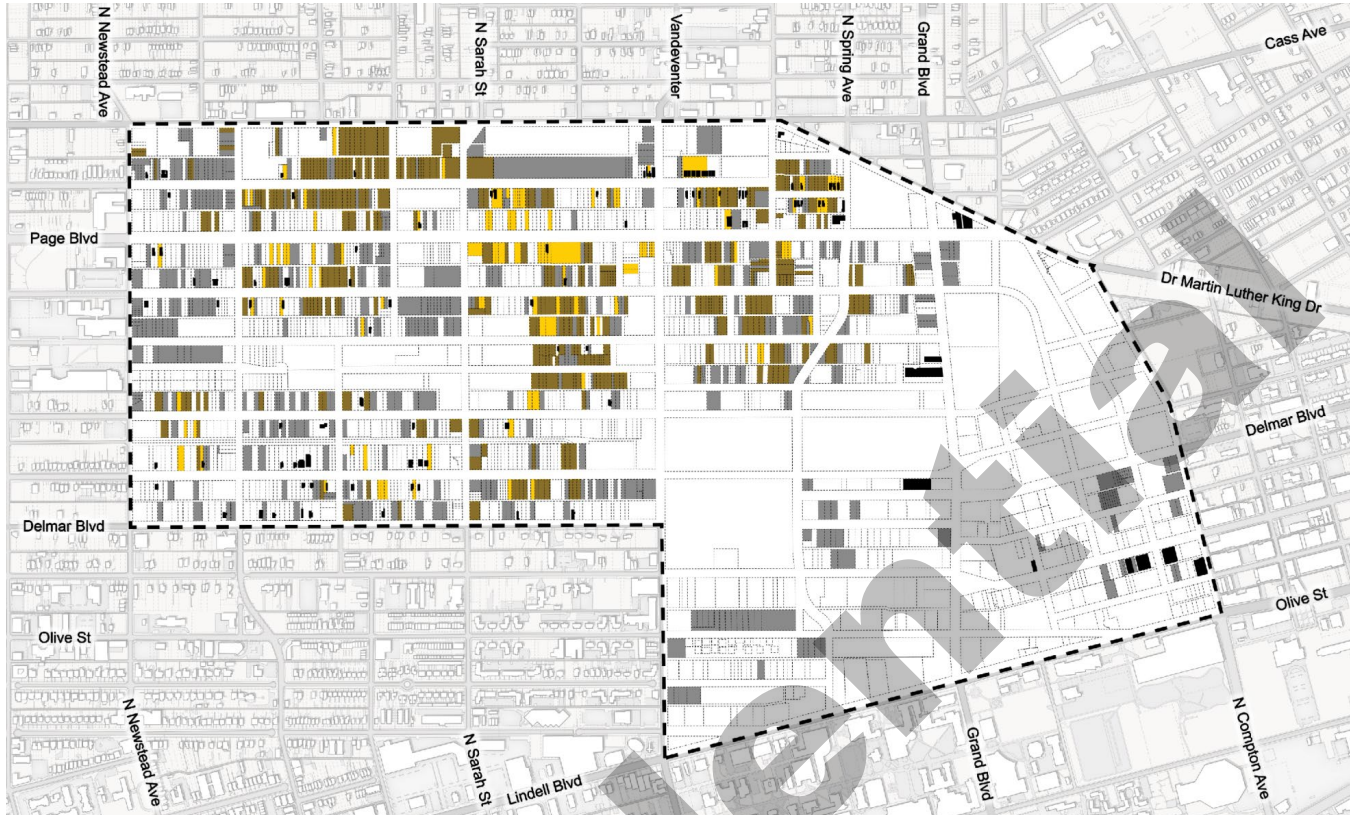 N Newstead Ave
N Sarah St
Vandeventer
N Spring Ave
Grand Blvd
Cass Ave
Page Blvd
Dr Martin Luther King Dr
Delmar Blvd
Delmar Blvd
Olive St
Olive St
N Newstead Ave
N Sarah St
Lindell Blvd
Grand Blvd
N Compton Ave
ential